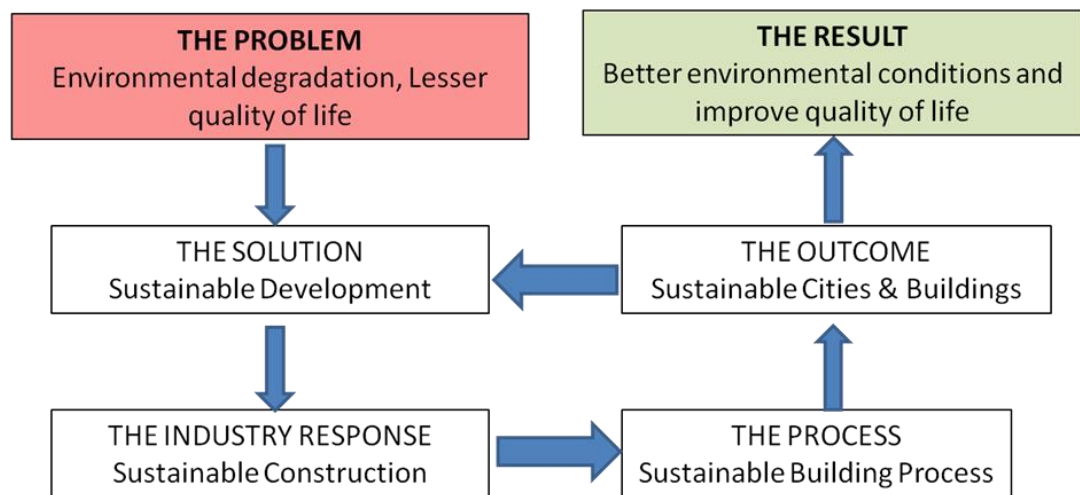 THE PROBLEM
Environmental degradation, Lesser
quality of life
THE RESULT
Better environmental conditions and
improve quality of life
THE SOLUTION
Sustainable Development
THE OUTCOME
Sustainable Cities & Buildings
THE INDUSTRY RESPONSE
Sustainable Construction
THE PROCESS
Sustainable Building Process